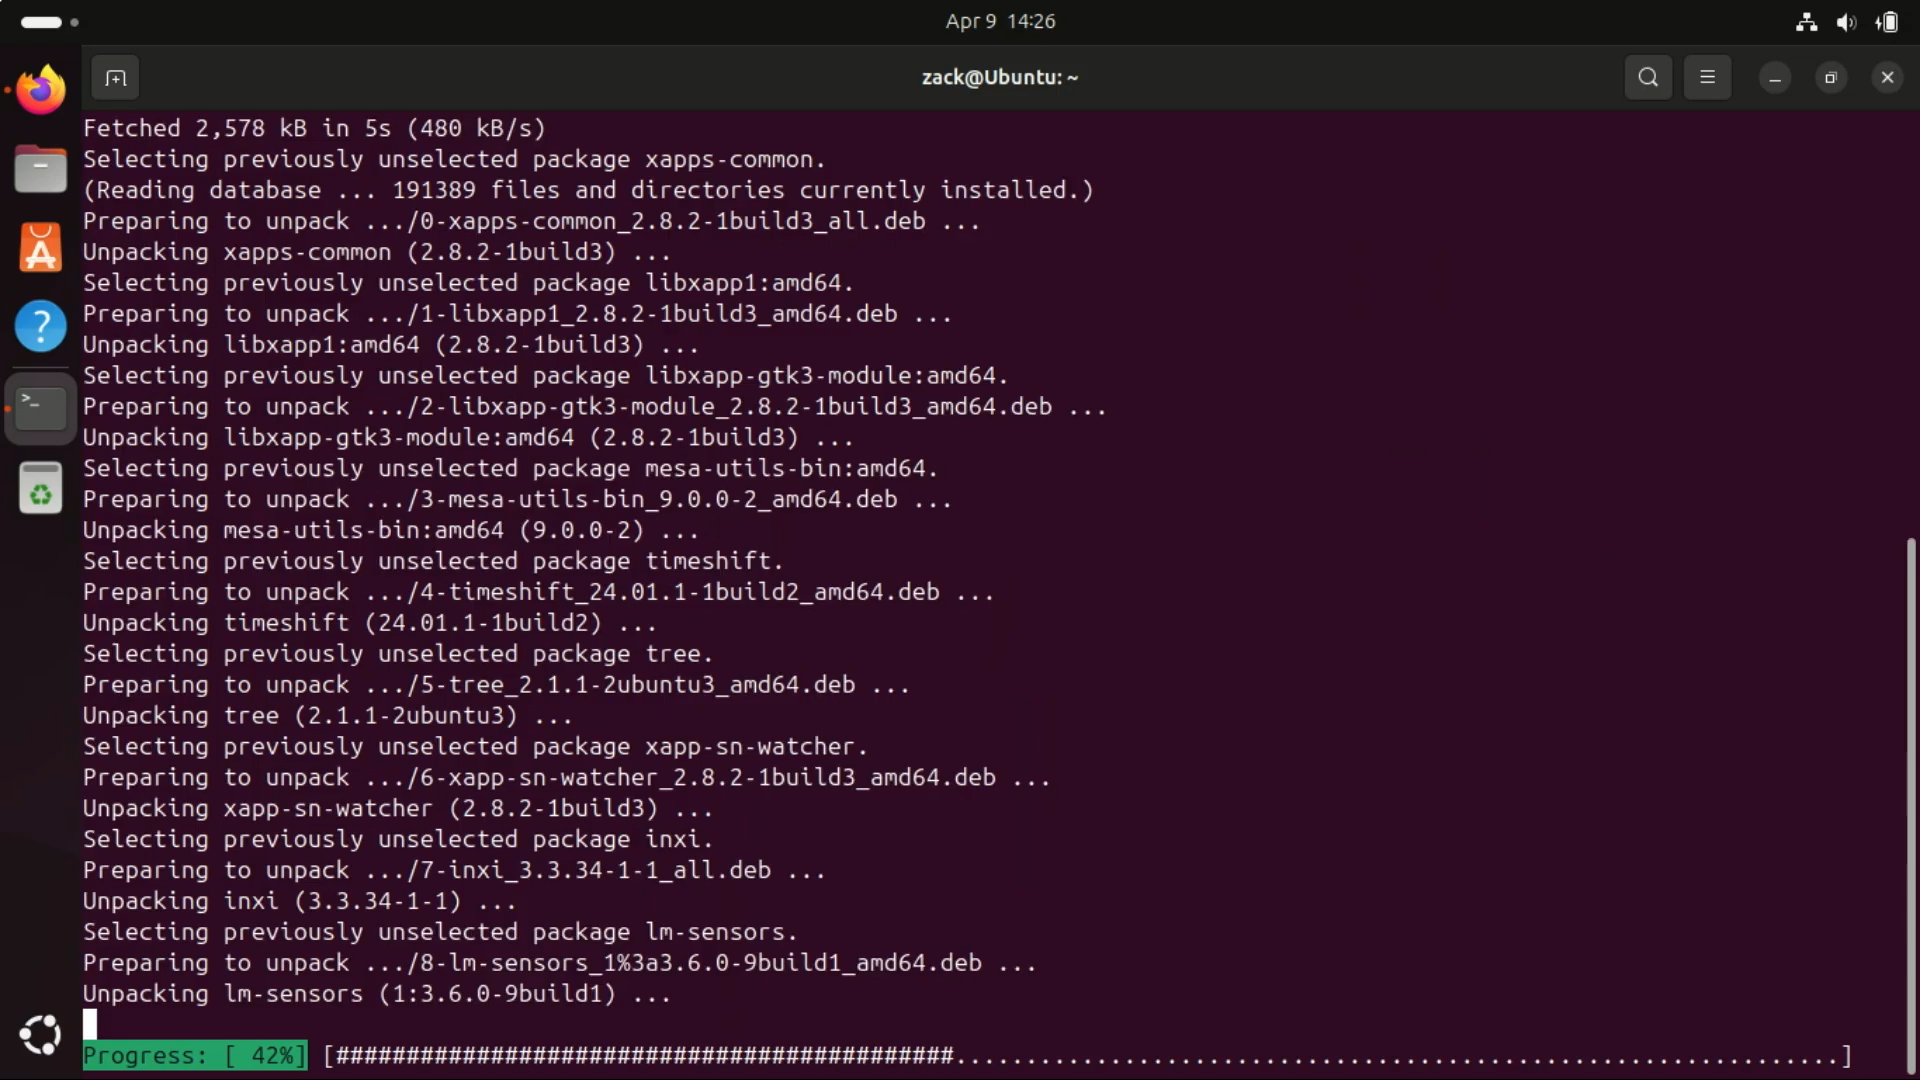 Apr 9 14:26
zack@Ubuntu: ~
Fetched 2,578 kB in 5s (480 kB/s)
Selecting previously unselected package xapps-common.
(Reading database ... 191389 files and directories currently installed.)
Preparing to unpack .../0-xapps-common_2.8.2-1build3_all.deb ...
Unpacking xapps-common (2.8.2-1build3) ...
Selecting previously unselected package libxapp1:amd64.
Preparing to unpack .../1-libxapp1_2.8.2-1build3_amd64.deb ...
Unpacking libxapp1:amd64 (2.8.2-1build3) ...
Selecting previously unselected package libxapp-gtk3-module:amd64.
Preparing to unpack .../2-libxapp-gtk3-module_2.8.2-1build3_amd64.deb ...
Unpacking libxapp-gtk3-module:amd64 (2.8.2-1build3) ...
Selecting previously unselected package mesa-utils-bin:amd64.
Preparing to unpack .../3-mesa-utils-bin_9.0.0-2_amd64.deb ...
Unpacking mesa-utils-bin:amd64 (9.0.0-2) ...
Selecting previously unselected package timeshift.
Preparing to unpack .../4-timeshift_24.01.1-1build2_amd64.deb ...
Unpacking timeshift (24.01.1-1build2) ...
Selecting previously unselected package tree.
Preparing to unpack .../5-tree_2.1.1-2ubuntu3_amd64.deb ...
Unpacking tree (2.1.1-2ubuntu3) ...
Selecting previously unselected package xapp-sn-watcher.
Preparing to unpack .../6-xapp-sn-watcher_2.8.2-1build3_amd64.deb ...
Unpacking xapp-sn-watcher (2.8.2-1build3) ...
Selecting previously unselected package inxi.
Preparing to unpack .../7-inxi_3.3.34-1-1_all.deb ...
Unpacking inxi (3.3.34-1-1) ...
Selecting previously unselected package lm-sensors.
Preparing to unpack .../8-lm-sensors_1%3a3.6.0-9build1_amd64.deb ...
Unpacking lm-sensors (1:3.6.0-9build1) ...
Progress: [ 42%] [############################################...............................................................]